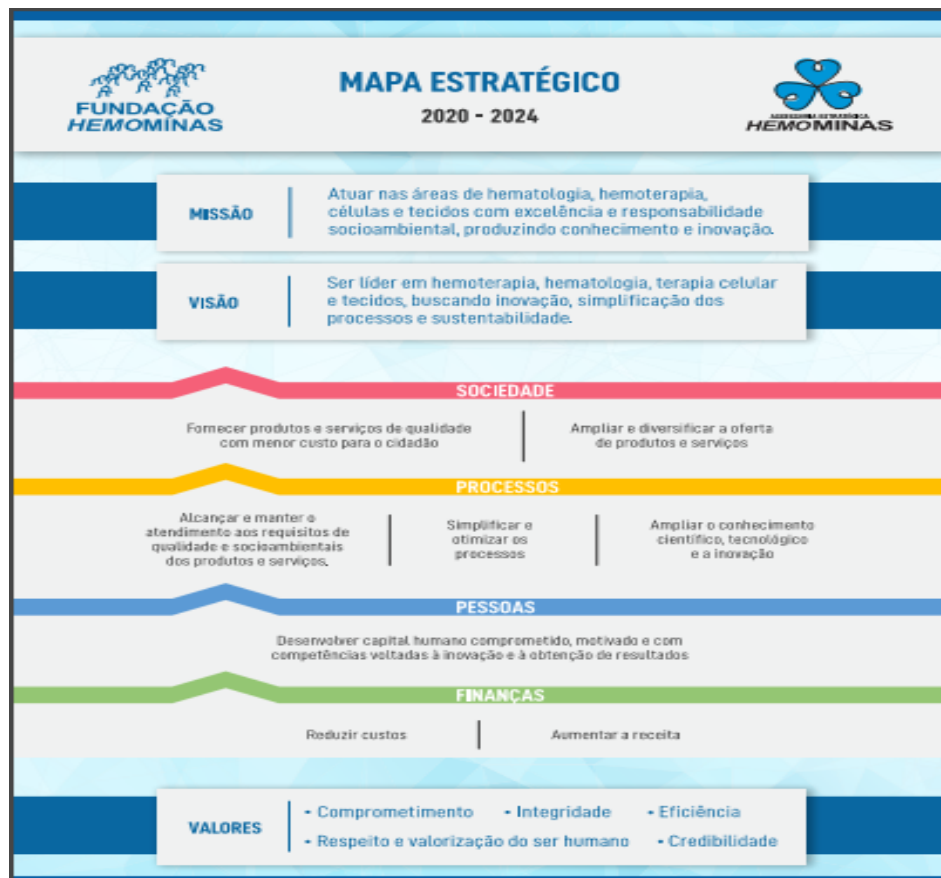 FUNDAÇÃO
HEMOMINAS
MAPA ESTRATÉGICO
2020 - 2024
HEMOMINAS
MISSÃO
Atuar nas áreas de hematologia, hemoterapia,
células e tecidos com excelência e responsabilidade
socioambiental, produzindo conhecimento e inovação.
VISÃO
Ser líder em hemoterapia, hematologia, terapia celular
e tecidos, buscando inovação, simplificação dos
processos e sustentabilidade.
SOCIEDADE
Fornecer produtos e serviços de qualidade
com menor custo para o cidadão
Ampliar e diversificar a oferta
de produtos e serviços
PROCESSOS
Alcançar e manter o
atendimento aos requisitos de
qualidade e socioambientais
dos produtos e serviços.
Simplificar e
otimizar os
processos
Ampliar o conhecimento
científico, tecnológico
e a inovação
PESSOAS
Desenvolver capital humano comprometido, motivado e com
competências voltadas à inovação e à obtenção de resultados
FINANÇAS
Reduzir custos
Aumentar a receita
VALORES
• Comprometimento • Integridade • Eficiência
• Respeito e valorização do ser humano • Credibilidade